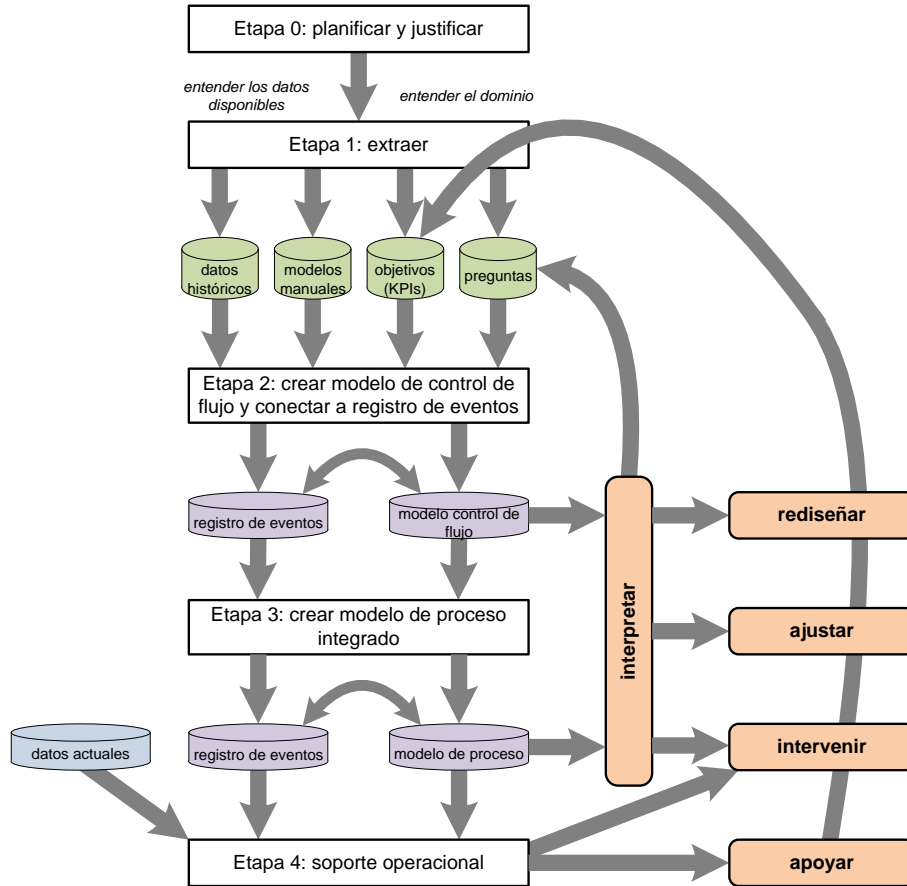 Etapa 0: planificar y justificar
entender los datos
disponibles
entender el dominio
Etapa 1: extraer
datos
históricos
modelos
manuales
objetivos
(KPIs)
preguntas
Etapa 2: crear modelo de control de
flujo y conectar a registro de eventos
registro de eventos
modelo control de
flujo
interpretar
rediseñar
Etapa 3: crear modelo de proceso
integrado
ajustar
datos actuales
registro de eventos
modelo de proceso
intervenir
Etapa 4: soporte operacional
apoyar